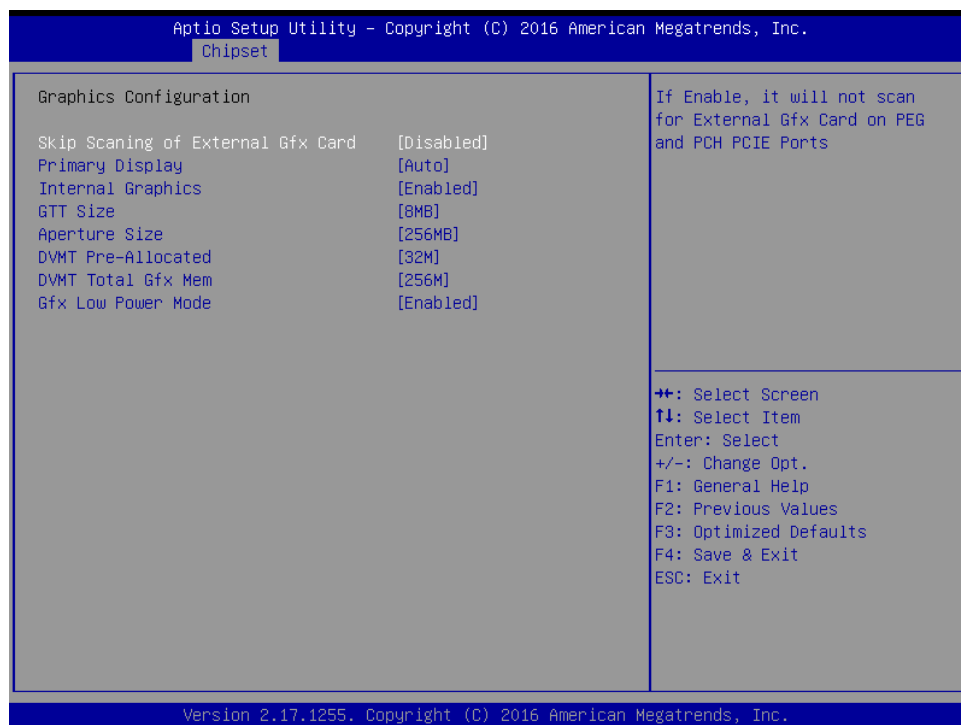 Aptio Setup Utility – Copyright (C) 2016 American Megatrends, Inc.
Chipset
Graphics Configuration
Skip Scaning of External Gfx Card [Disabled]
Primary Display [Auto]
Internal Graphics [Enabled]
GTT Size [8MB]
Aperture Size [256MB]
DVMT Pre-Allocated [32M]
DVMT Total Gfx Mem [256M]
Gfx Low Power Mode [Enabled]
If Enable, it will not scan
for External Gfx Card on PEG
and PCH PCIE Ports
→←: Select Screen
↑↓: Select Item
Enter: Select
+/-: Change Opt.
F1: General Help
F2: Previous Values
F3: Optimized Defaults
F4: Save & Exit
ESC: Exit
Version 2.17.1255. Copyright (C) 2016 American Megatrends, Inc.